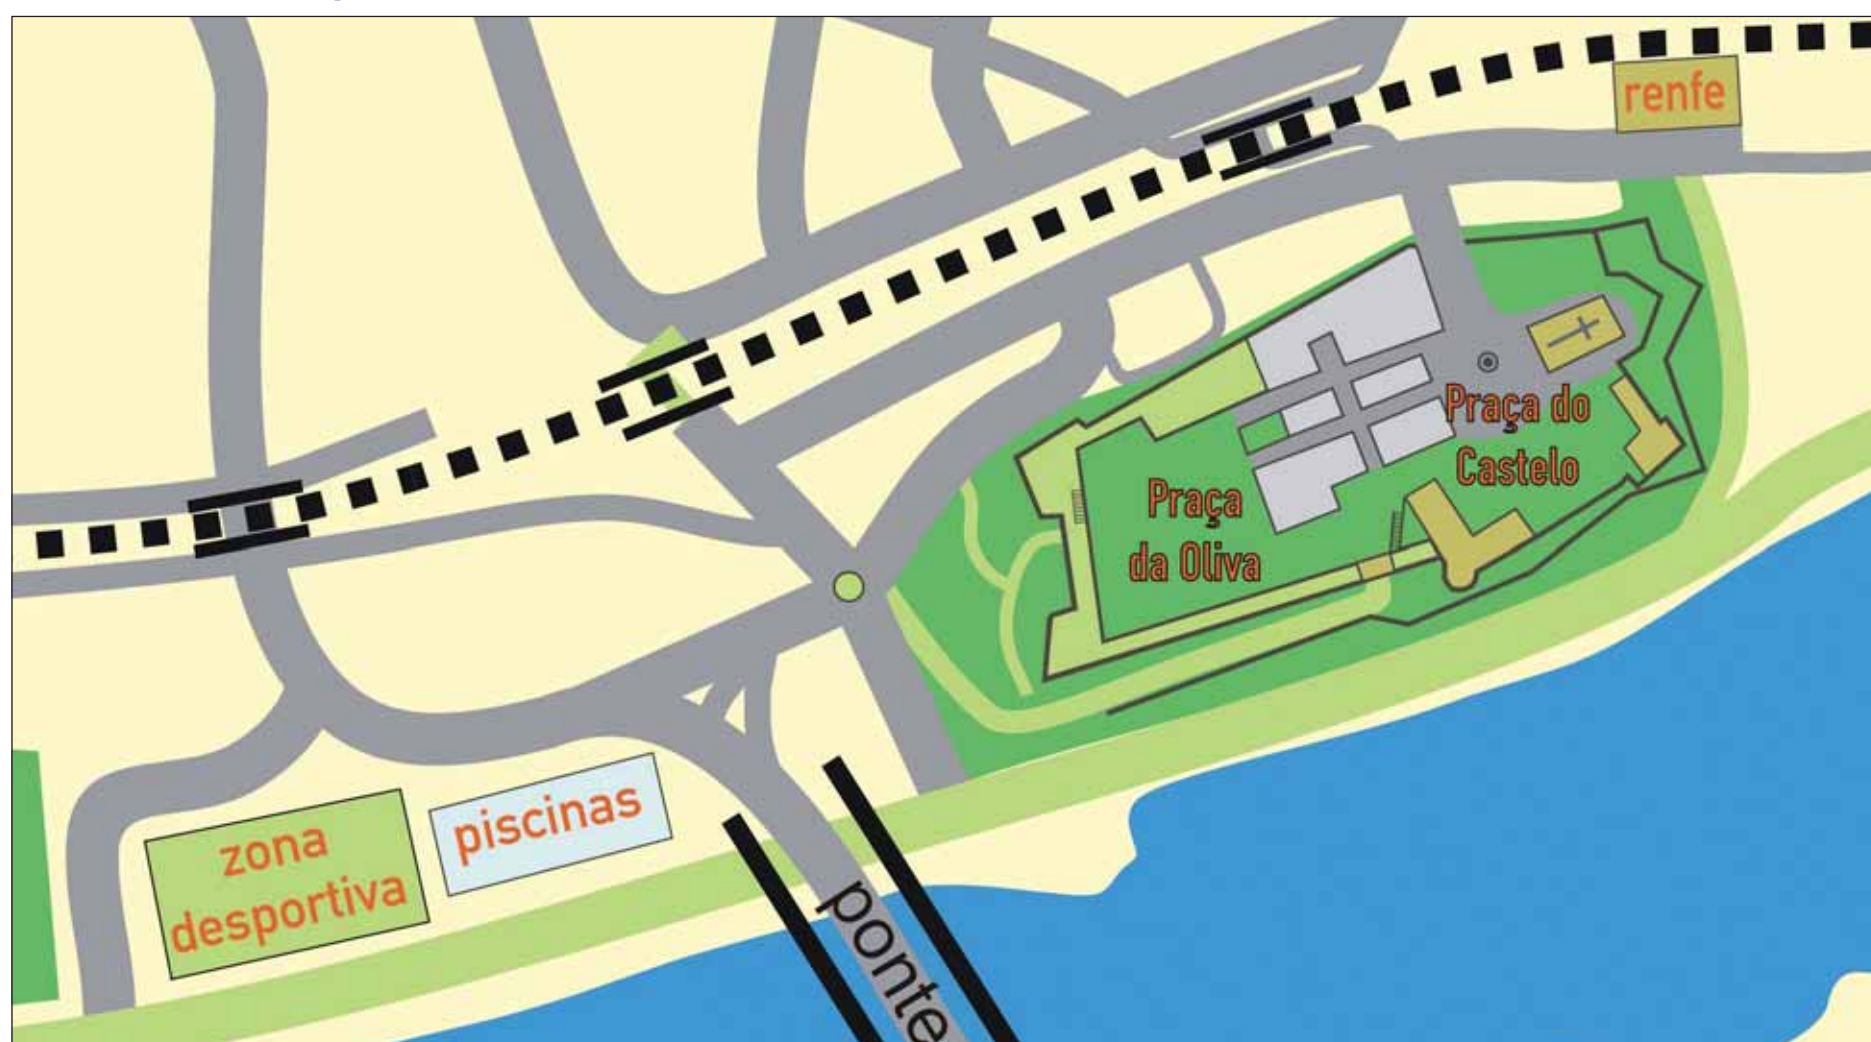 renfe
Praça do
Castelo
Praça
da Oliva
zona
desportiva
piscinas
ponte